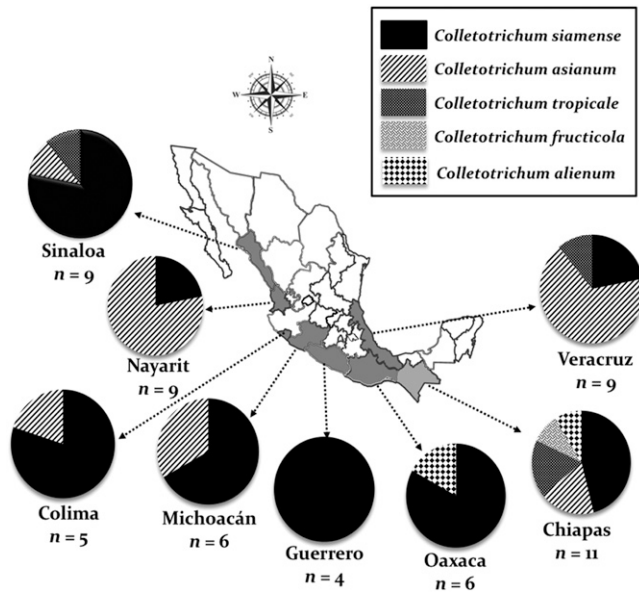 Colletotrichum siamense
Colletotrichum asianum
Colletotrichum tropicale
Colletotrichum fructicola
Colletotrichum alienum
N
W
E
S
Sinaloa
n = 9
Nayarit
n = 9
Veracruz
n = 9
Colima
n = 5
Michoacán
n = 6
Guerrero
n = 4
Oaxaca
n = 6
Chiapas
n = 11